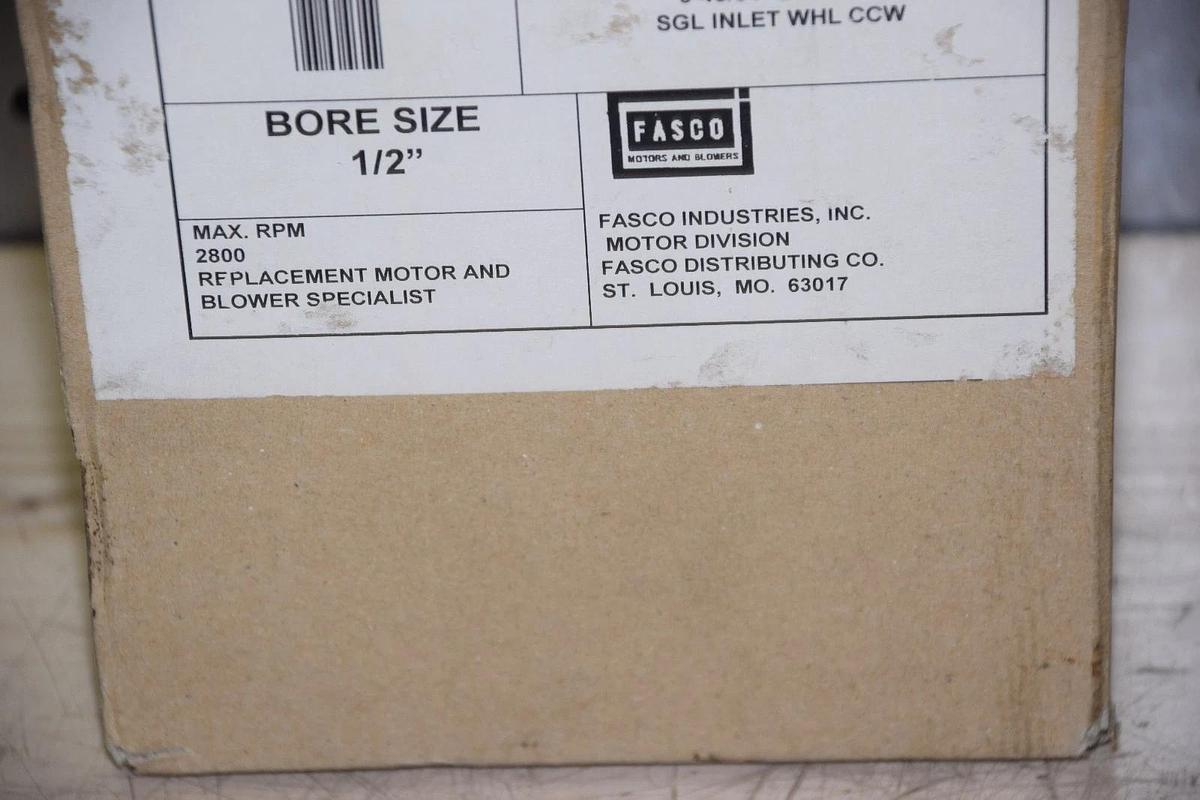 SGL INLET WHL CCW
BORE SIZE
1/2”
MAX. RPM
2800
REPLACEMENT MOTOR AND
BLOWER SPECIALIST
FASCO
MOTORS AND BLOWERS
FASCO INDUSTRIES, INC.
MOTOR DIVISION
FASCO DISTRIBUTING CO.
ST. LOUIS, MO. 63017